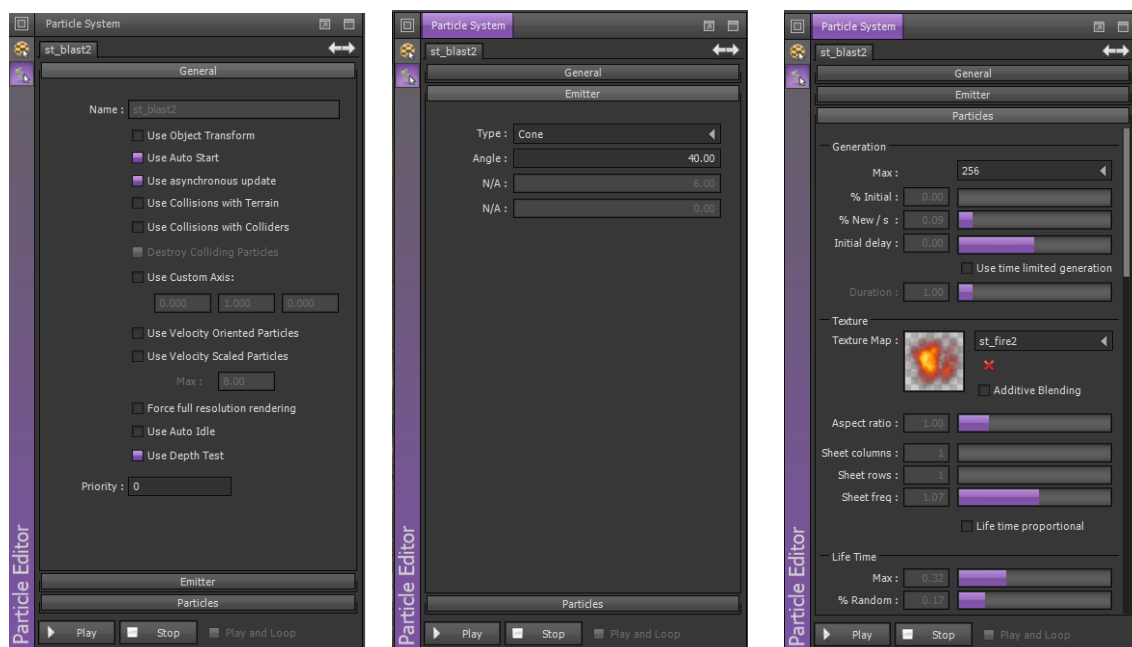 Particle System
st_blast2
General
Name : st_blast2
Use Object Transform
Use Auto Start
Use asynchronous update
Use Collisions with Terrain
Use Collisions with Colliders
Destroy Colliding Particles
Use Custom Axis:
0.000 1.000 0.000
Use Velocity Oriented Particles
Use Velocity Scaled Particles
Max : 8.00
Force full resolution rendering
Use Auto Idle
Use Depth Test
Priority : 0
Emitter
Particles
Play Stop Play and Loop
Particle Editor
Particle System
st_blast2
General
Emitter
Type : Cone
Angle : 40.00
N/A : 6.00
N/A : 0.00
Particles
Play Stop Play and Loop
Particle Editor
Particle System
st_blast2
General
Emitter
Particles
Generation
Max : 256
% Initial : 0.00
% New / s : 0.09
Initial delay : 0.00
Use time limited generation
Duration : 1.00
Texture
Texture Map : st_fire2
Additive Blending
Aspect ratio : 1.00
Sheet columns : 1
Sheet rows : 1
Sheet freq : 1.07
Life time proportional
Life Time
Max : 0.32
% Random : 0.17
Play Stop Play and Loop
Particle Editor